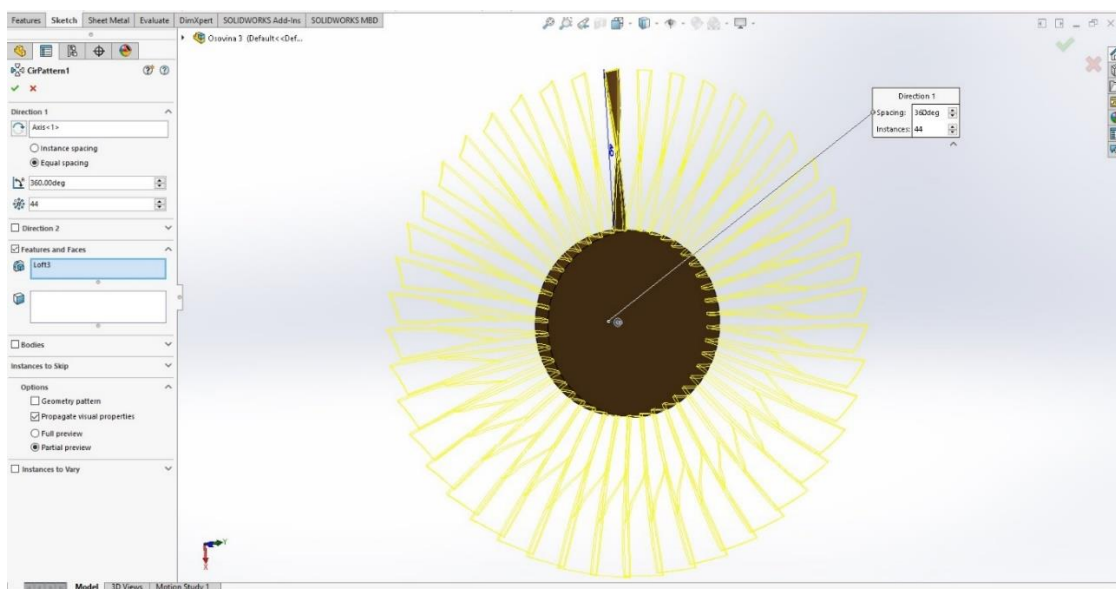 Features Sketch Sheet Metal Evaluate DimXpert SOLIDWORKS Add-Ins SOLIDWORKS MBD
Osovina 3 (Default<<Def...
CirPattern1
Direction 1
Axis<1>
Instance spacing
Equal spacing
360.00deg
44
Direction 2
Features and Faces
Loft3
Bodies
Instances to Skip
Options
Geometry pattern
Propagate visual properties
Full preview
Partial preview
Instances to Vary
40
Direction 1
Spacing: 360deg
Instances: 44
Y
X
Model 3D Views Motion Study 1